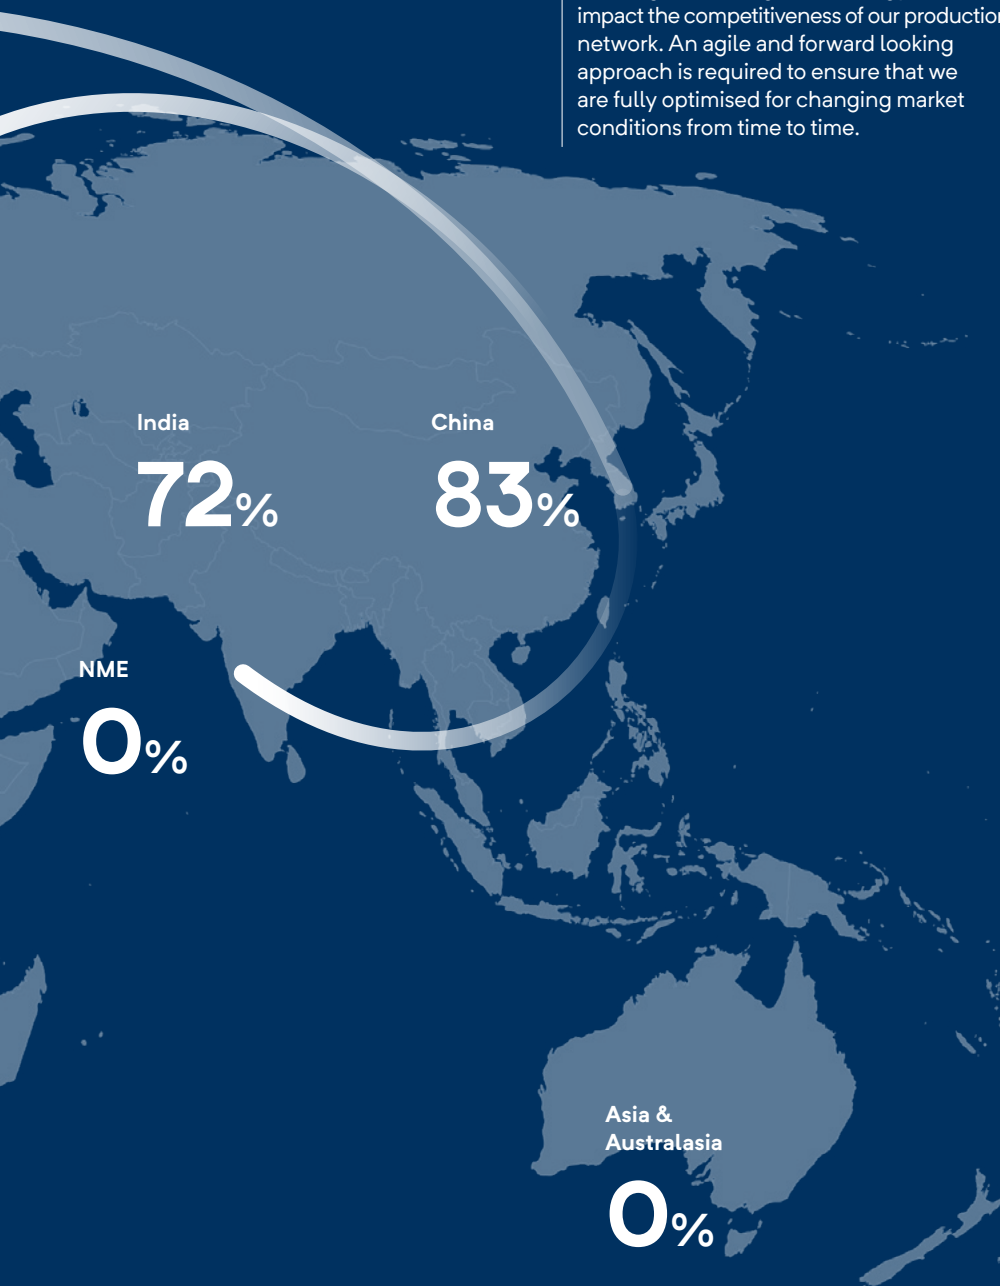 impact the competitiveness of our production
network. An agile and forward looking
approach is required to ensure that we
are fully optimised for changing market
conditions from time to time.
India
72%
China
83%
NME
0%
Asia &
Australasia
0%